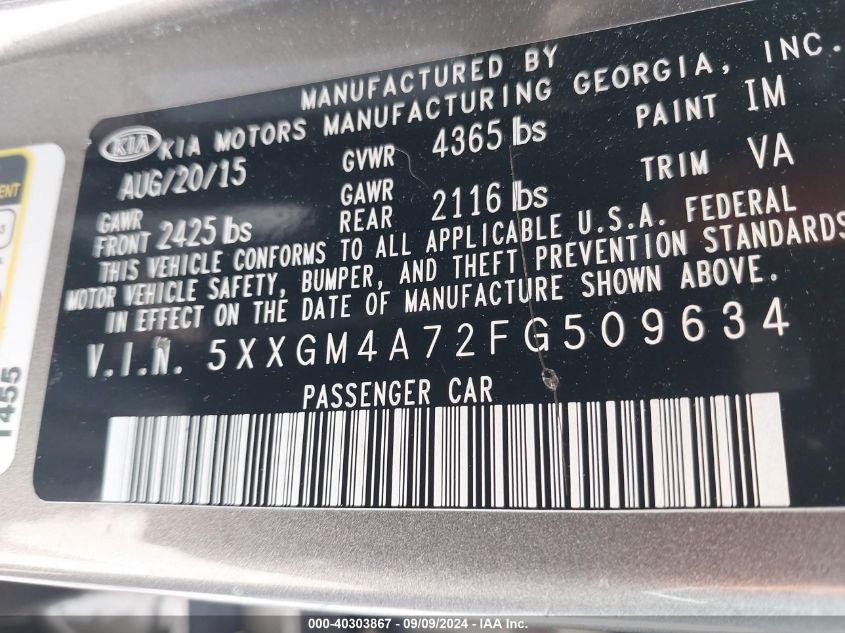 MANUFACTURED BY
KIA KIA MOTORS MANUFACTURING GEORGIA, INC.
AUG/20/15 GVWR 4365 lbs PAINT IM
GAWR FRONT 2425 lbs GAWR REAR 2116 lbs TRIM VA
THIS VEHICLE CONFORMS TO ALL APPLICABLE U.S.A. FEDERAL
MOTOR VEHICLE SAFETY, BUMPER, AND THEFT PREVENTION STANDARDS
IN EFFECT ON THE DATE OF MANUFACTURE SHOWN ABOVE.
V.I.N. 5XXGM4A72FG509634
PASSENGER CAR
1455
000-40303867 - 09/09/2024 - IAA Inc.